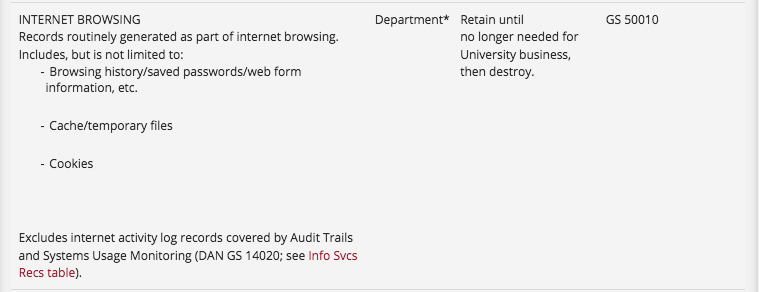 INTERNET BROWSING
Records routinely generated as part of internet browsing.
Includes, but is not limited to:
- Browsing history/saved passwords/web form
information, etc.
- Cache/temporary files
- Cookies
Excludes internet activity log records covered by Audit Trails
and Systems Usage Monitoring (DAN GS 14020; see Info Svcs
Recs table).
Department*
Retain until
no longer needed for
University business,
then destroy.
GS 50010